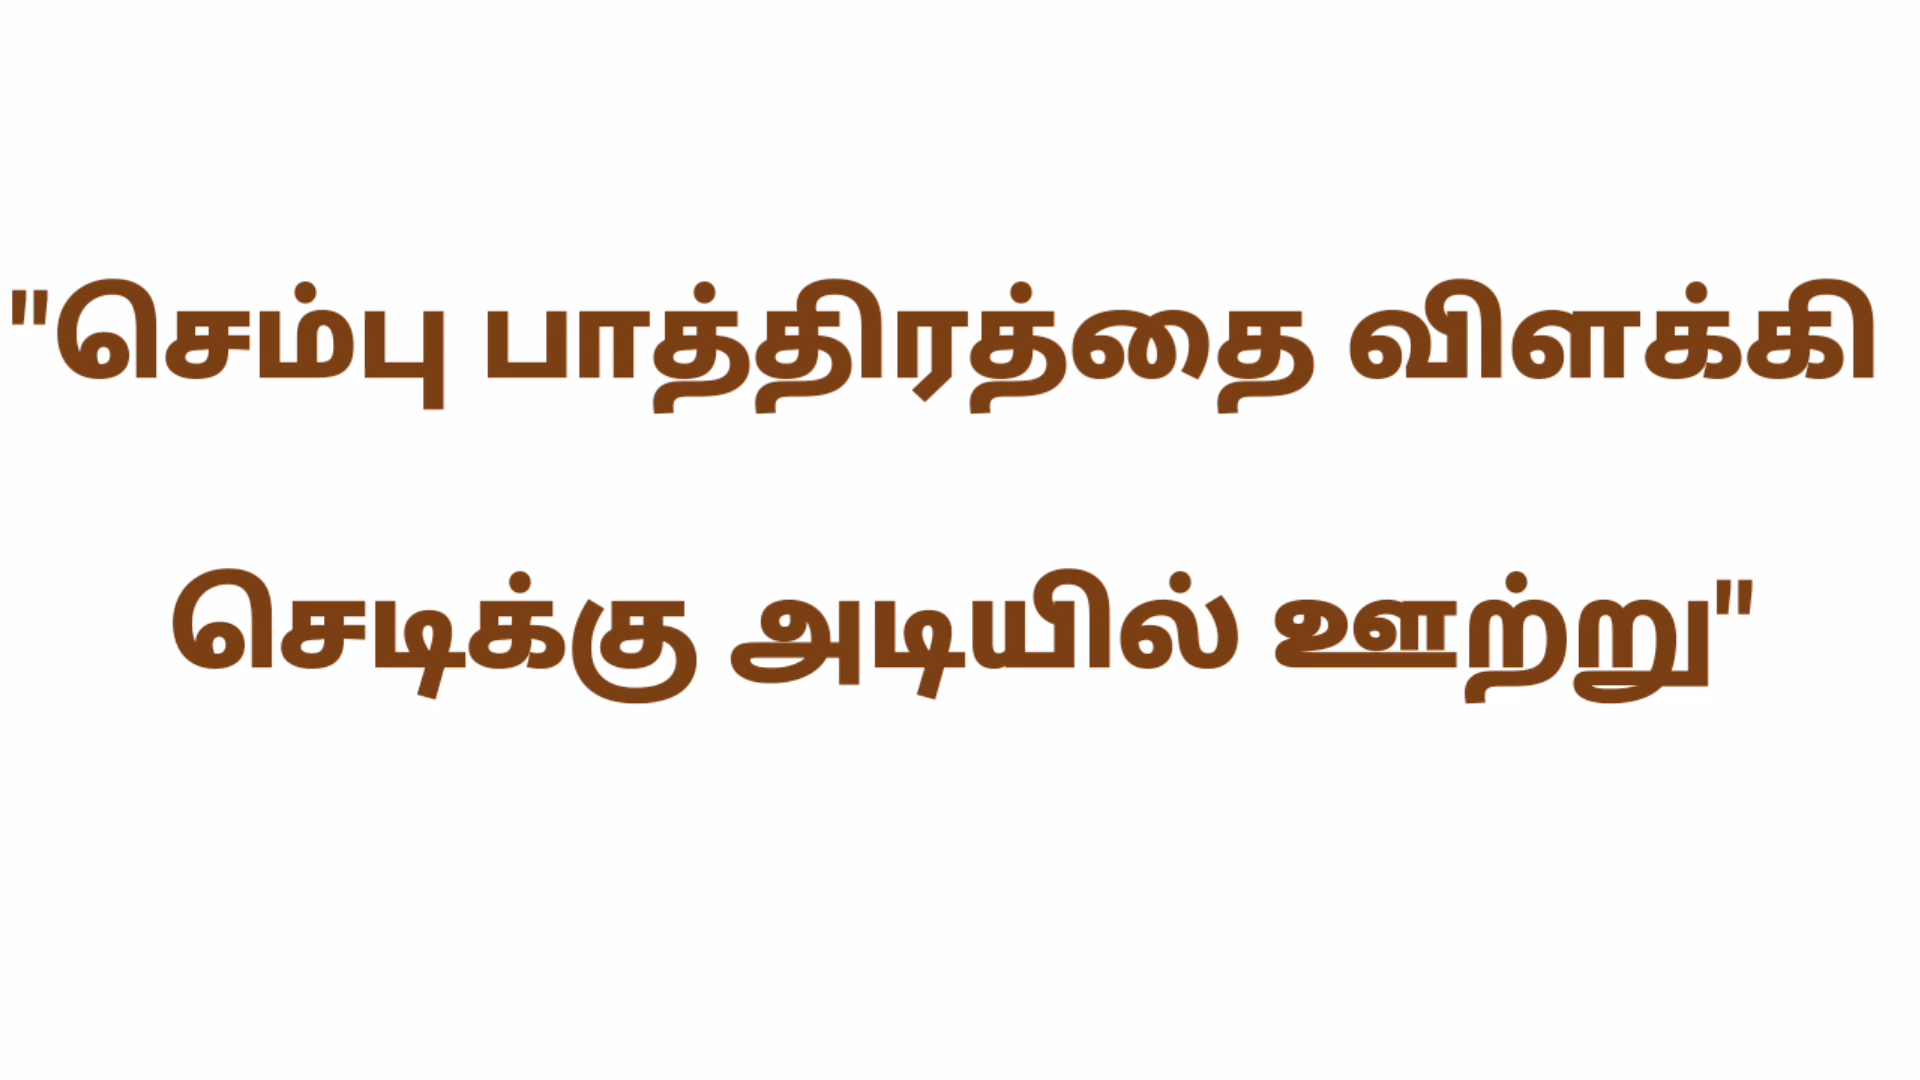 "செம்பு பாத்திரத்தை விளக்கி
செடிக்கு அடியில் ஊற்று"